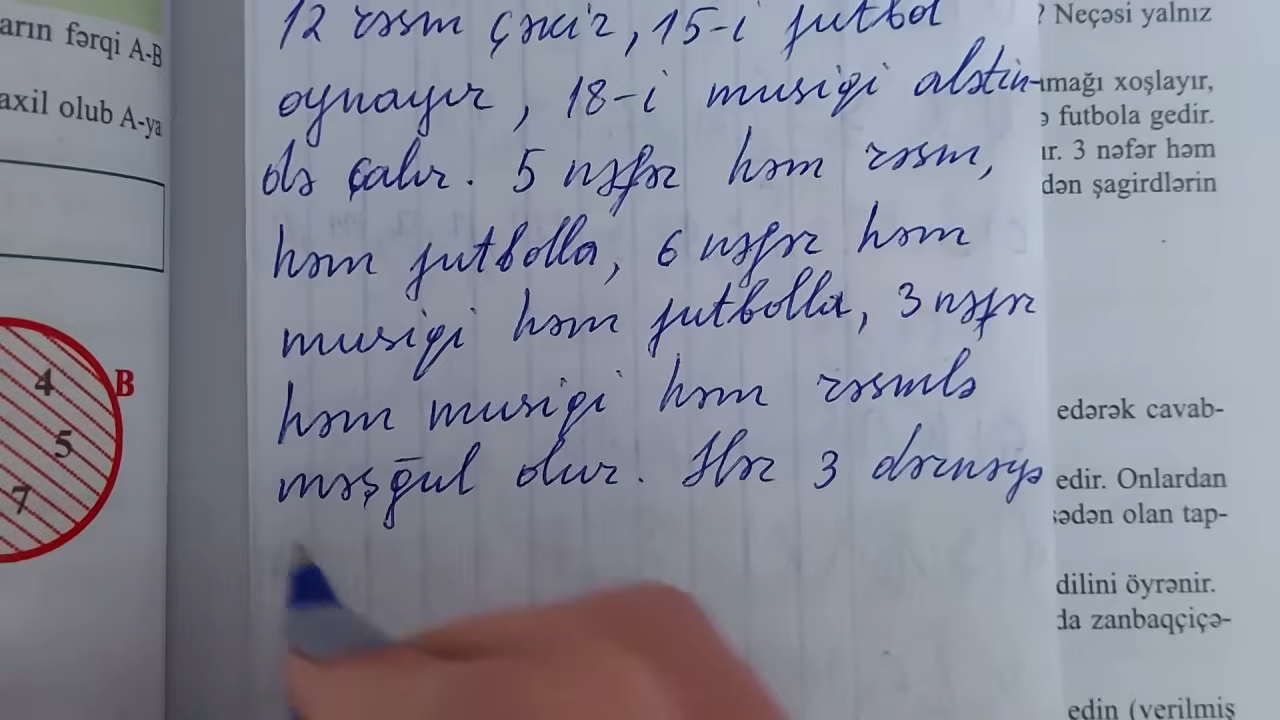 arın fərqi A-B
axil olub A-ya
B
4
5
7
12 rəsm çəkir, 15-i futbol
oynayır, 18-i musiqi alətin-
də çalır. 5 nəfər həm rəsm,
həm futbolla, 6 nəfər həm
musiqi həm futbolla, 3 nəfər
həm musiqi həm rəsmlə
məşğul olur. Hər 3 dərnəyə
? Neçəsi yalnız
mağı xoşlayır,
ə futbola gedir.
ır. 3 nəfər həm
dən şagirdlərin
edərək cavab-
edir. Onlardan
sədən olan tap-
dilini öyrənir.
da zanbaqçiçə-
edin (verilmiş